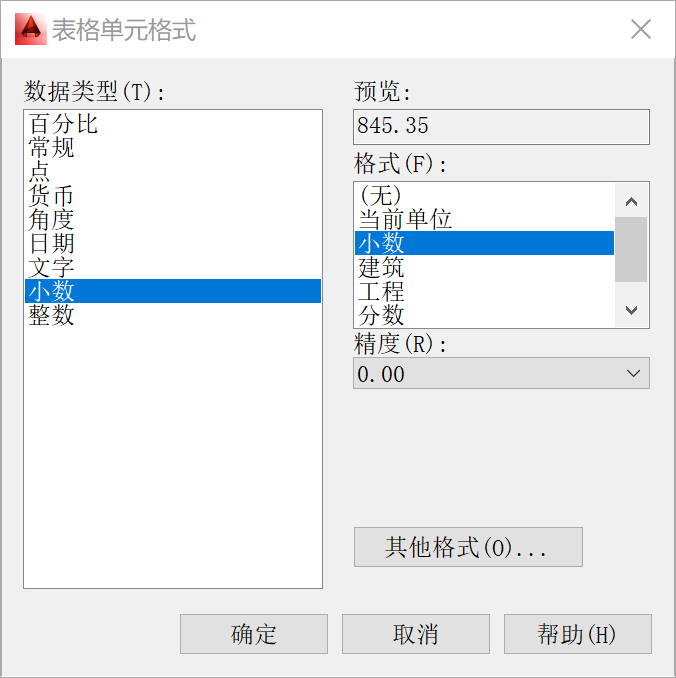 表格单元格式
数据类型(T):
百分比
常规
点
货币
角度
日期
文字
小数
整数
预览:
845.35
格式(F):
(无)
当前单位
小数
建筑
工程
分数
精度(R):
0.00
其他格式(O)...
确定
取消
帮助(H)